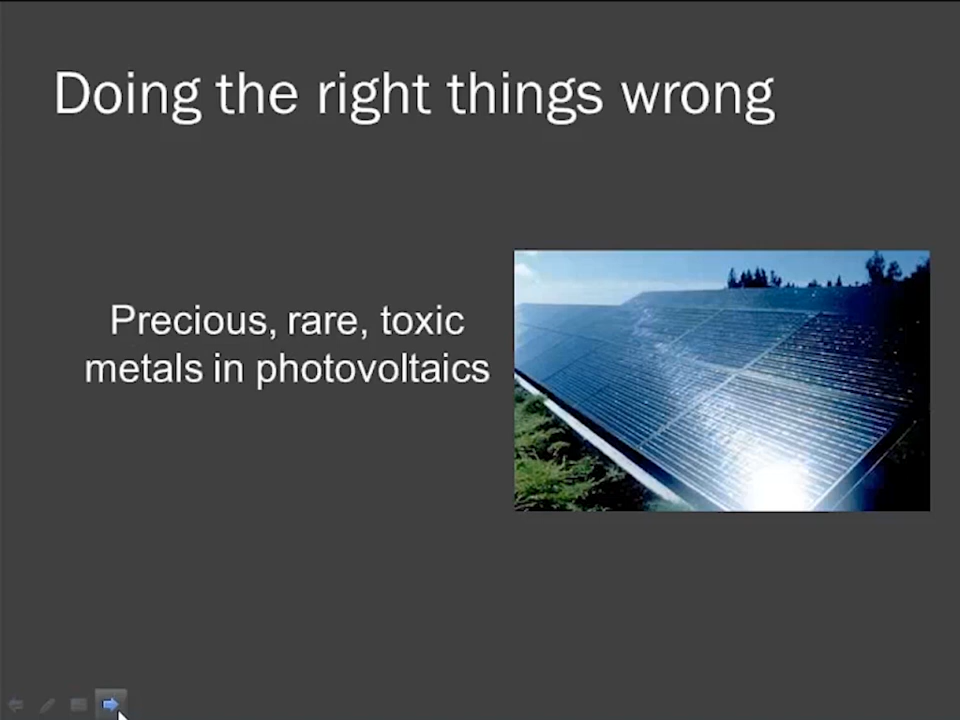 Doing the right things wrong
Precious, rare, toxic
metals in photovoltaics